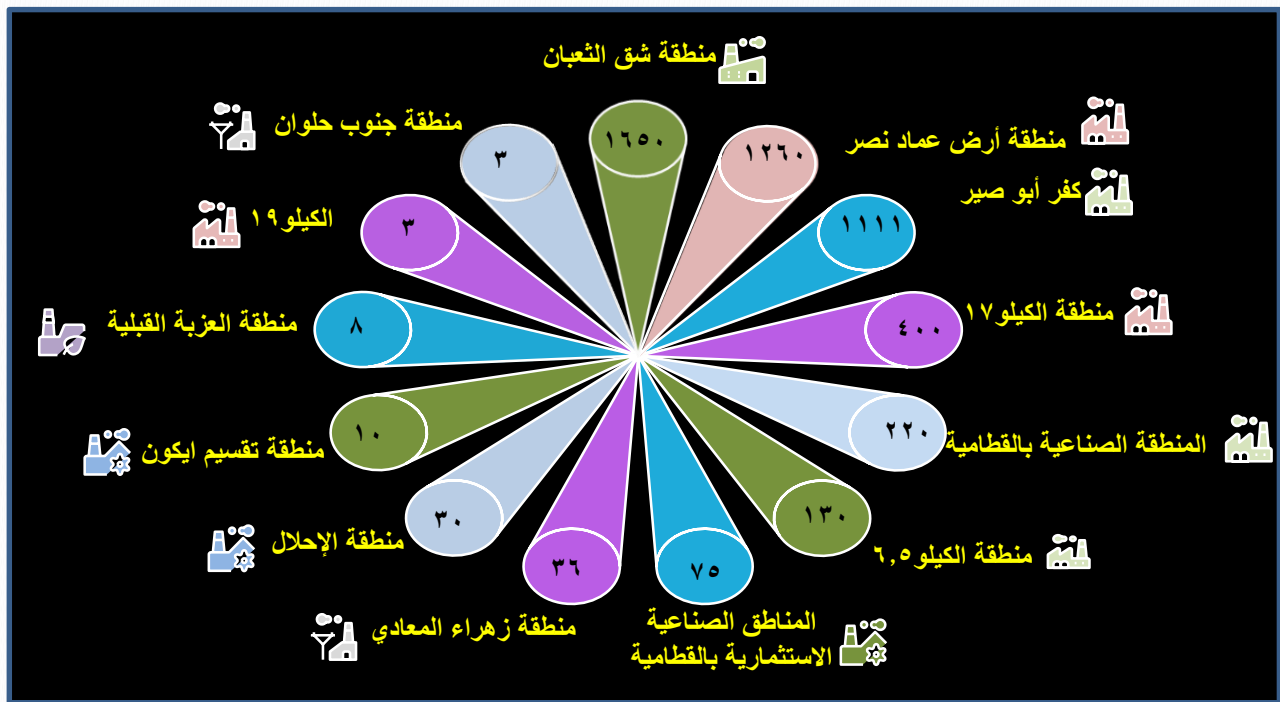 منطقة شق الثعبان
١٦٥٠
منطقة أرض عماد نصر
١٢٦٠
كفر أبو صير
١١١١
منطقة الكيلو١٧
٤٠٠
المنطقة الصناعية بالقطامية
٢٢٠
منطقة الكيلو٦,٥
١٣٠
المناطق الصناعية
الاستثمارية بالقطامية
٧٥
منطقة زهراء المعادي
٣٦
منطقة الإحلال
٣٠
منطقة تقسيم ايكون
١٠
منطقة العزبة القبلية
٨
الكيلو١٩
٣
منطقة جنوب حلوان
٣